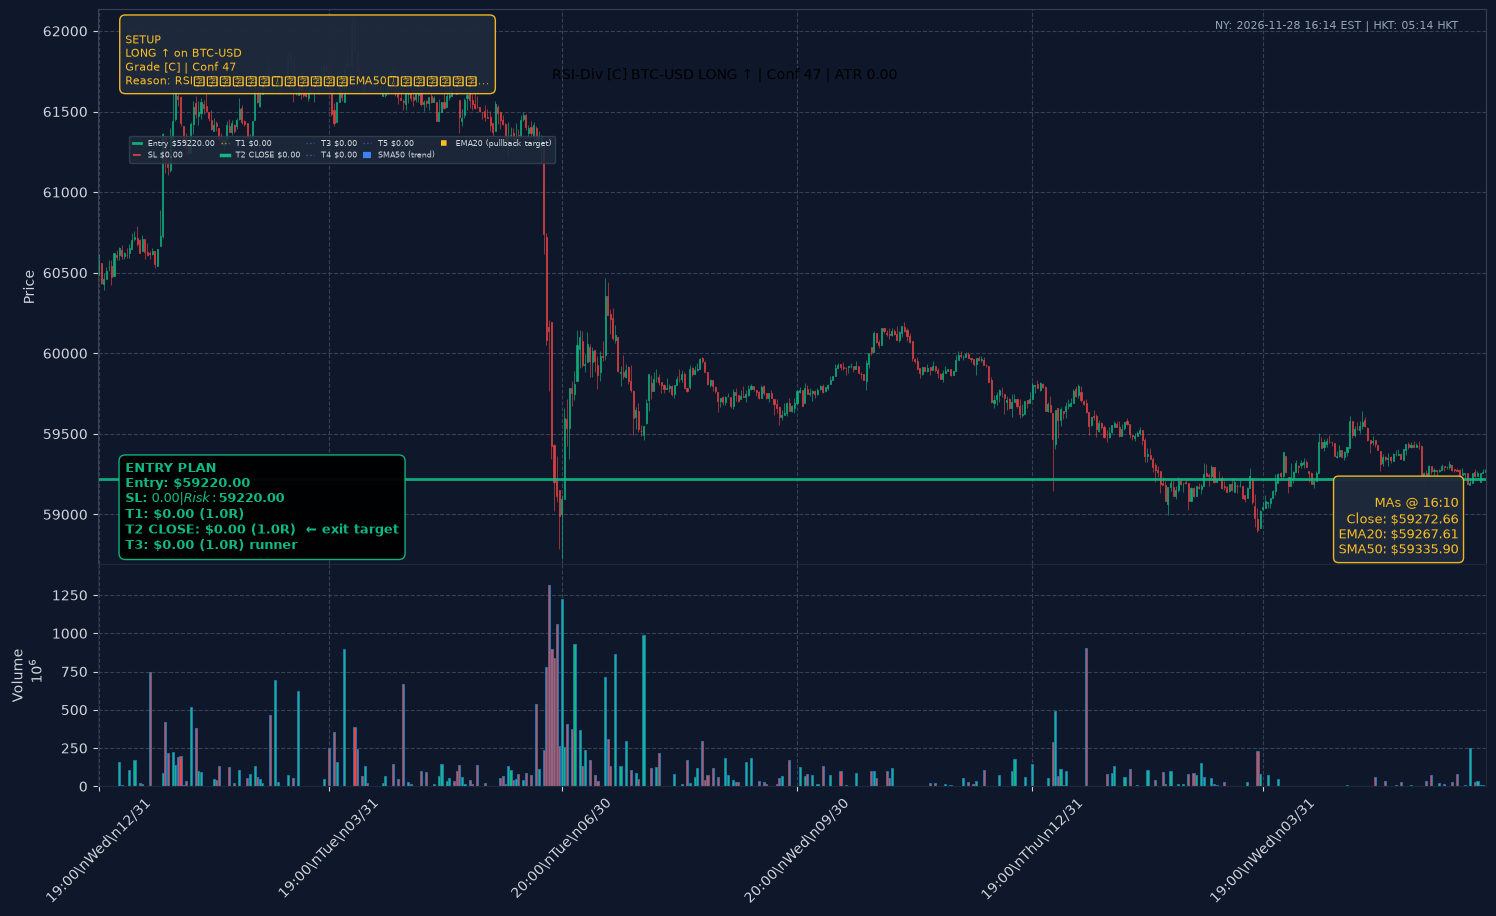 NY: 2026-11-28 16:14 EST | HKT: 05:14 HKT
SETUP
LONG ↑ on BTC-USD
Grade [C] | Conf 47
Reason: RSI EMA50 ...
RSI-Div [C] BTC-USD LONG ↑ | Conf 47 | ATR 0.00
Entry $59220.00 T1 $0.00 T3 $0.00 T5 $0.00 EMA20 (pullback target)
SL $0.00 T2 CLOSE $0.00 T4 $0.00 SMA50 (trend)
Price
62000
61500
61000
60500
60000
59500
59000
ENTRY PLAN
Entry: $59220.00
SL: 0.00|Risk:59220.00
T1: $0.00 (1.0R)
T2 CLOSE: $0.00 (1.0R) ← exit target
T3: $0.00 (1.0R) runner
MAs @ 16:10
Close: $59272.66
EMA20: $59267.61
SMA50: $59335.90
Volume
10⁶
1250
1000
750
500
250
0
19:00\nWed\n12/31
19:00\nTue\n03/31
20:00\nTue\n06/30
20:00\nWed\n09/30
19:00\nThu\n12/31
19:00\nWed\n03/31